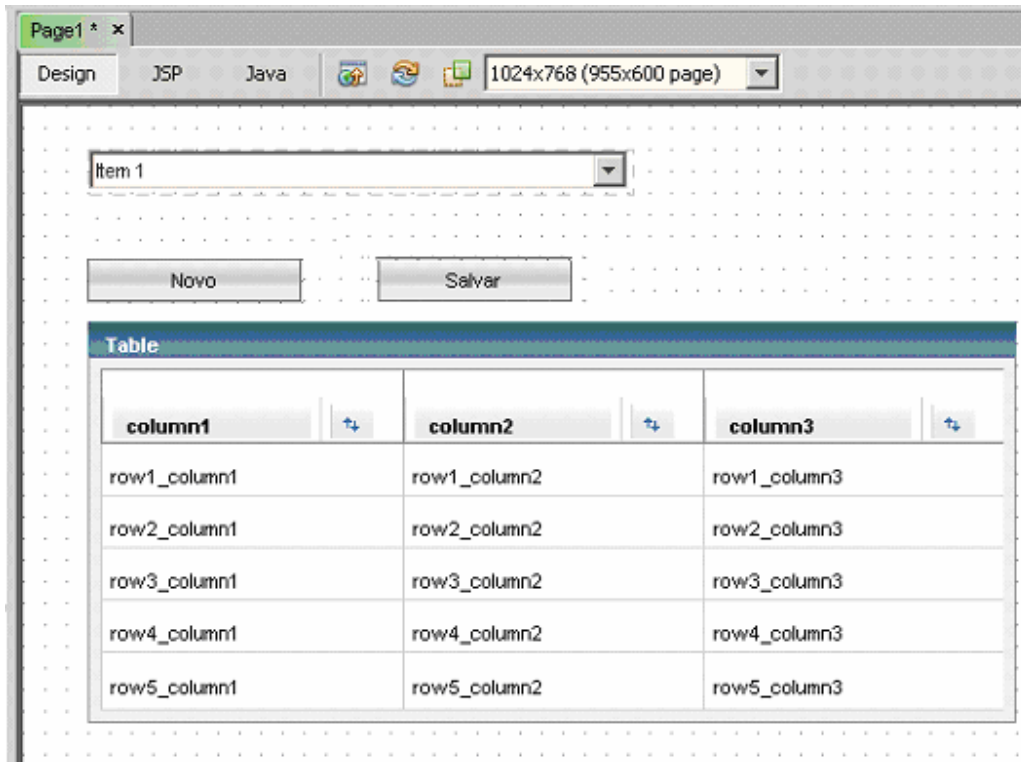 Page1 * x
Design JSP Java 1024x768 (955x600 page)
Item 1
Novo Salvar
Table
column1 column2 column3
row1_column1 row1_column2 row1_column3
row2_column1 row2_column2 row2_column3
row3_column1 row3_column2 row3_column3
row4_column1 row4_column2 row4_column3
row5_column1 row5_column2 row5_column3